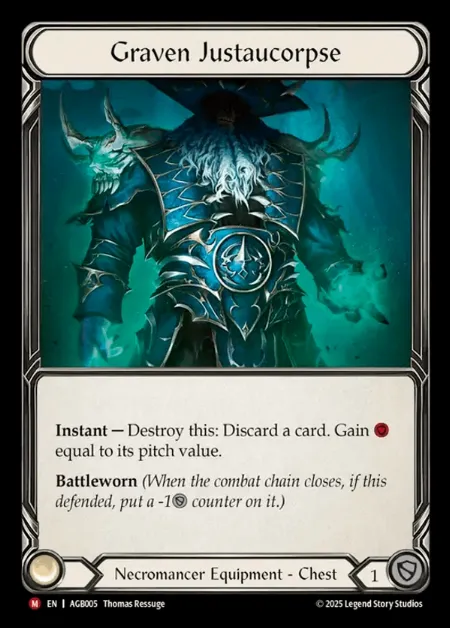 Graven Justaucorpse
Instant — Destroy this: Discard a card. Gain
equal to its pitch value.
Battleworn (When the combat chain closes, if this
defended, put a -1 counter on it.)
Necromancer Equipment - Chest 1
M EN | AGB005 Thomas Ressuge © 2025 Legend Story Studios